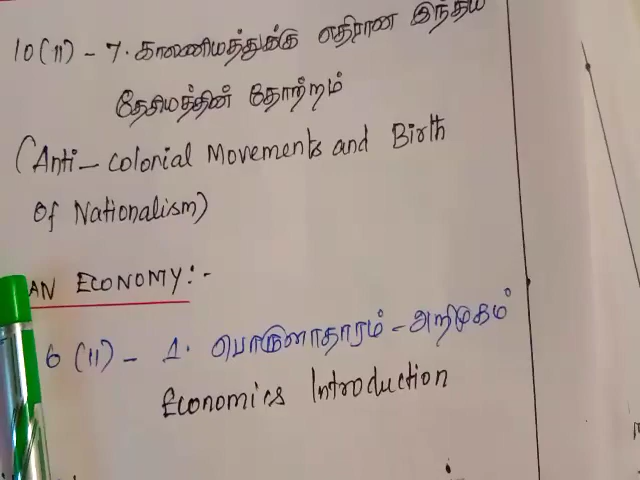 10(11) - 7. காலணியத்துக்கு எதிரான இந்திய
தேசியத்தின் தோற்றம்
(Anti - colonial Movements and Birth
Of Nationalism)
AN ECONOMY:-
6 (11) - 1. பொருளாதாரம் - அறிமுகம்
Economics Introduction